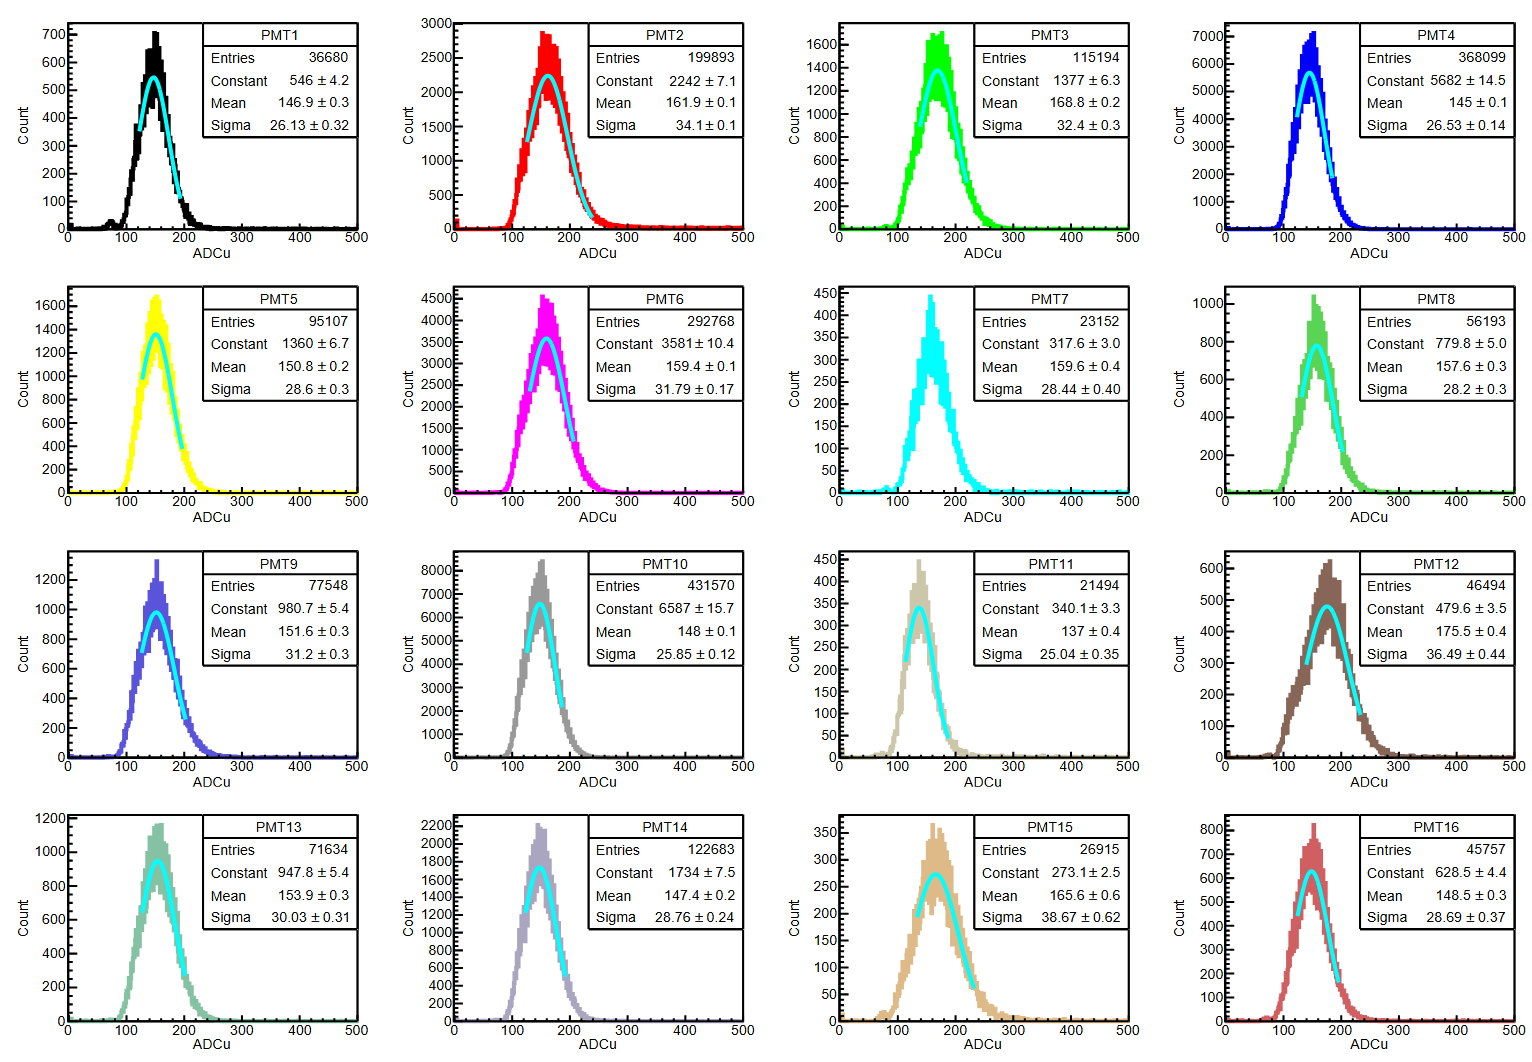 PMT1
Entries 36680
Constant 546 ± 4.2
Mean 146.9 ± 0.3
Sigma 26.13 ± 0.32
Count
700
600
500
400
300
200
100
0
0 100 200 300 400 500
ADCu
PMT2
Entries 199893
Constant 2242 ± 7.1
Mean 161.9 ± 0.1
Sigma 34.1 ± 0.1
Count
3000
2500
2000
1500
1000
500
0
0 100 200 300 400 500
ADCu
PMT3
Entries 115194
Constant 1377 ± 6.3
Mean 168.8 ± 0.2
Sigma 32.4 ± 0.3
Count
1600
1400
1200
1000
800
600
400
200
0
0 100 200 300 400 500
ADCu
PMT4
Entries 368099
Constant 5682 ± 14.5
Mean 145 ± 0.1
Sigma 26.53 ± 0.14
Count
7000
6000
5000
4000
3000
2000
1000
0
0 100 200 300 400 500
ADCu
PMT5
Entries 95107
Constant 1360 ± 6.7
Mean 150.8 ± 0.2
Sigma 28.6 ± 0.3
Count
1600
1400
1200
1000
800
600
400
200
0
0 100 200 300 400 500
ADCu
PMT6
Entries 292768
Constant 3581 ± 10.4
Mean 159.4 ± 0.1
Sigma 31.79 ± 0.17
Count
4500
4000
3500
3000
2500
2000
1500
1000
500
0
0 100 200 300 400 500
ADCu
PMT7
Entries 23152
Constant 317.6 ± 3.0
Mean 159.6 ± 0.4
Sigma 28.44 ± 0.40
Count
450
400
350
300
250
200
150
100
50
0
0 100 200 300 400 500
ADCu
PMT8
Entries 56193
Constant 779.8 ± 5.0
Mean 157.6 ± 0.3
Sigma 28.2 ± 0.3
Count
1000
800
600
400
200
0
0 100 200 300 400 500
ADCu
PMT9
Entries 77548
Constant 980.7 ± 5.4
Mean 151.6 ± 0.3
Sigma 31.2 ± 0.3
Count
1200
1000
800
600
400
200
0
0 100 200 300 400 500
ADCu
PMT10
Entries 431570
Constant 6587 ± 15.7
Mean 148 ± 0.1
Sigma 25.85 ± 0.12
Count
8000
7000
6000
5000
4000
3000
2000
1000
0
0 100 200 300 400 500
ADCu
PMT11
Entries 21494
Constant 340.1 ± 3.3
Mean 137 ± 0.4
Sigma 25.04 ± 0.35
Count
450
400
350
300
250
200
150
100
50
0
0 100 200 300 400 500
ADCu
PMT12
Entries 46494
Constant 479.6 ± 3.5
Mean 175.5 ± 0.4
Sigma 36.49 ± 0.44
Count
600
500
400
300
200
100
0
0 100 200 300 400 500
ADCu
PMT13
Entries 71634
Constant 947.8 ± 5.4
Mean 153.9 ± 0.3
Sigma 30.03 ± 0.31
Count
1200
1000
800
600
400
200
0
0 100 200 300 400 500
ADCu
PMT14
Entries 122683
Constant 1734 ± 7.5
Mean 147.4 ± 0.2
Sigma 28.76 ± 0.24
Count
2200
2000
1800
1600
1400
1200
1000
800
600
400
200
0
0 100 200 300 400 500
ADCu
PMT15
Entries 26915
Constant 273.1 ± 2.5
Mean 165.6 ± 0.6
Sigma 38.67 ± 0.62
Count
350
300
250
200
150
100
50
0
0 100 200 300 400 500
ADCu
PMT16
Entries 45757
Constant 628.5 ± 4.4
Mean 148.5 ± 0.3
Sigma 28.69 ± 0.37
Count
800
700
600
500
400
300
200
100
0
0 100 200 300 400 500
ADCu